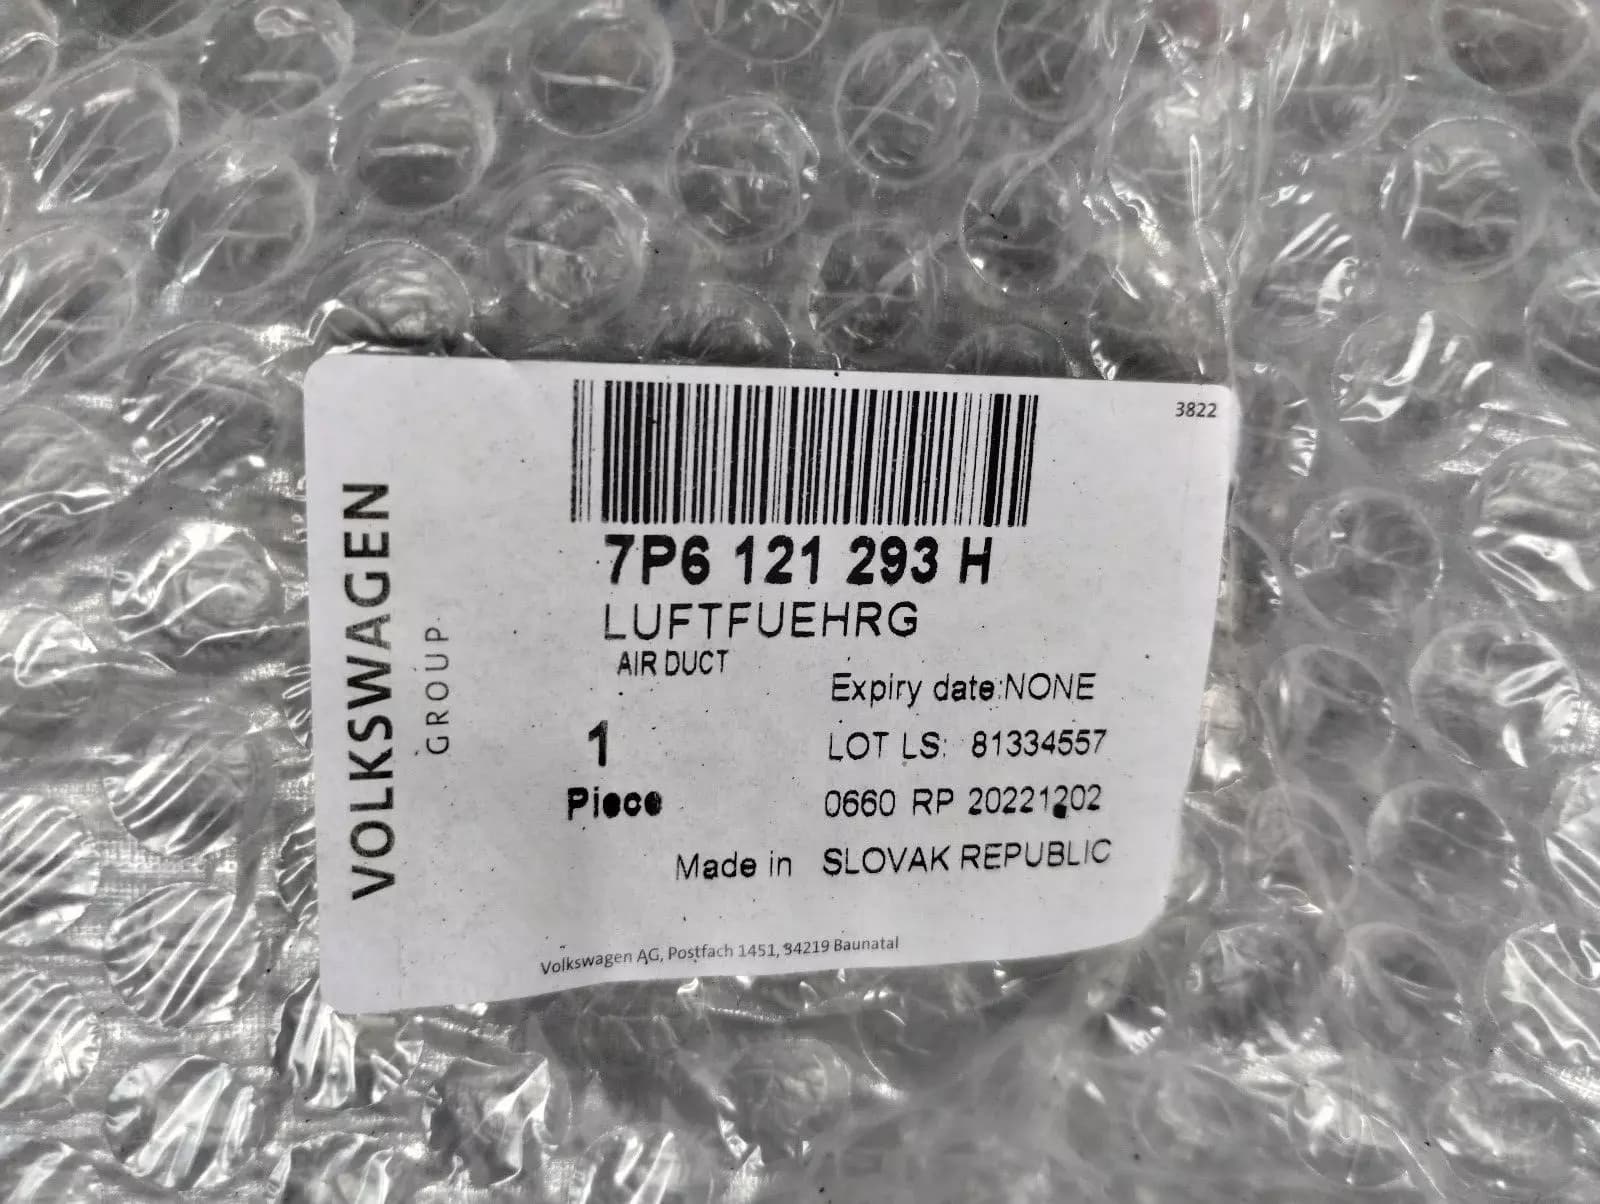 3822
VOLKSWAGEN
GROUP
7P6 121 293 H
LUFTFUEHRG
AIR DUCT
Expiry date:NONE
1
LOT LS: 81334557
Piece
0660 RP 20221202
Made in SLOVAK REPUBLIC
Volkswagen AG, Postfach 1451, 34219 Baunatal